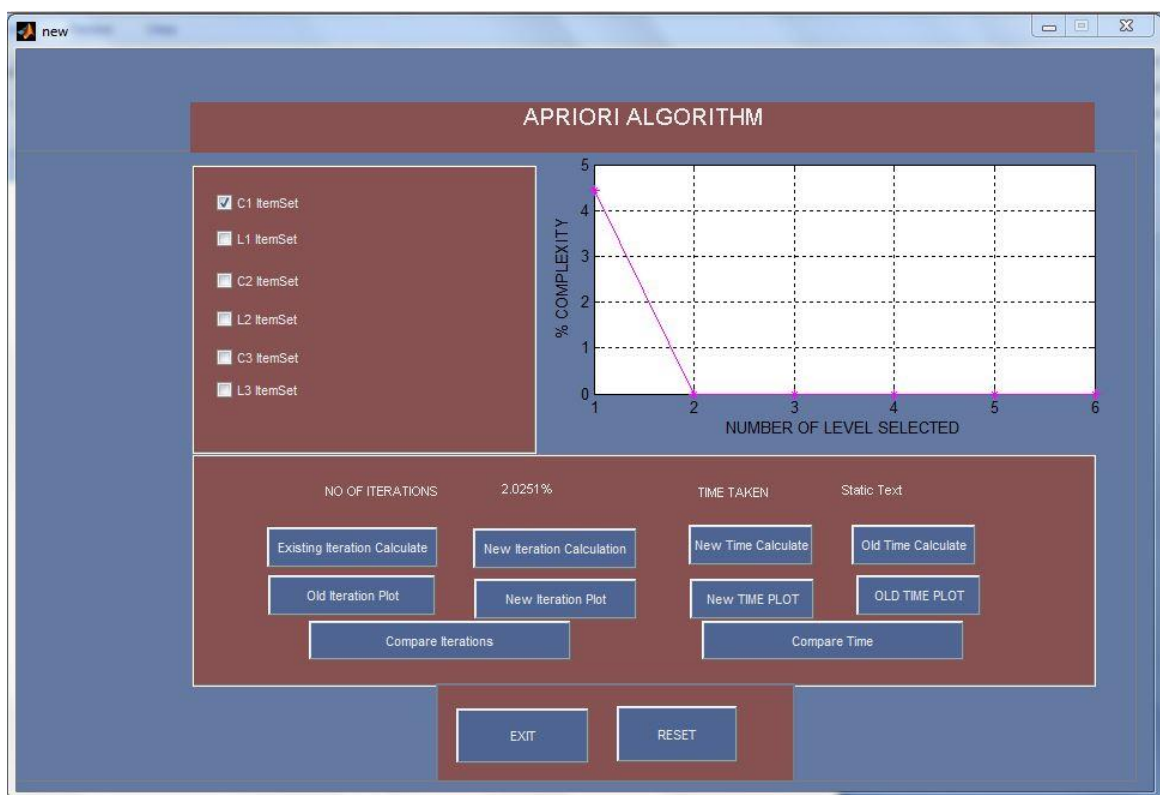 new
APRIORI ALGORITHM
C1 ItemSet
L1 ItemSet
C2 ItemSet
L2 ItemSet
C3 ItemSet
L3 ItemSet
% COMPLEXITY
5
4
3
2
1
0
1 2 3 4 5 6
NUMBER OF LEVEL SELECTED
NO OF ITERATIONS 2.0251% TIME TAKEN Static Text
Existing Iteration Calculate New Iteration Calculation New Time Calculate Old Time Calculate
Old Iteration Plot New Iteration Plot New TIME PLOT OLD TIME PLOT
Compare Iterations Compare Time
EXIT RESET